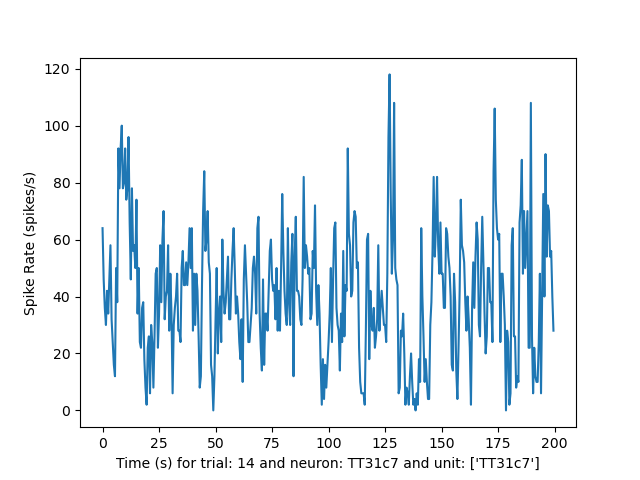 120
100
80
60
40
20
0
Spike Rate (spikes/s)
0 25 50 75 100 125 150 175 200
Time (s) for trial: 14 and neuron: TT31c7 and unit: ['TT31c7']